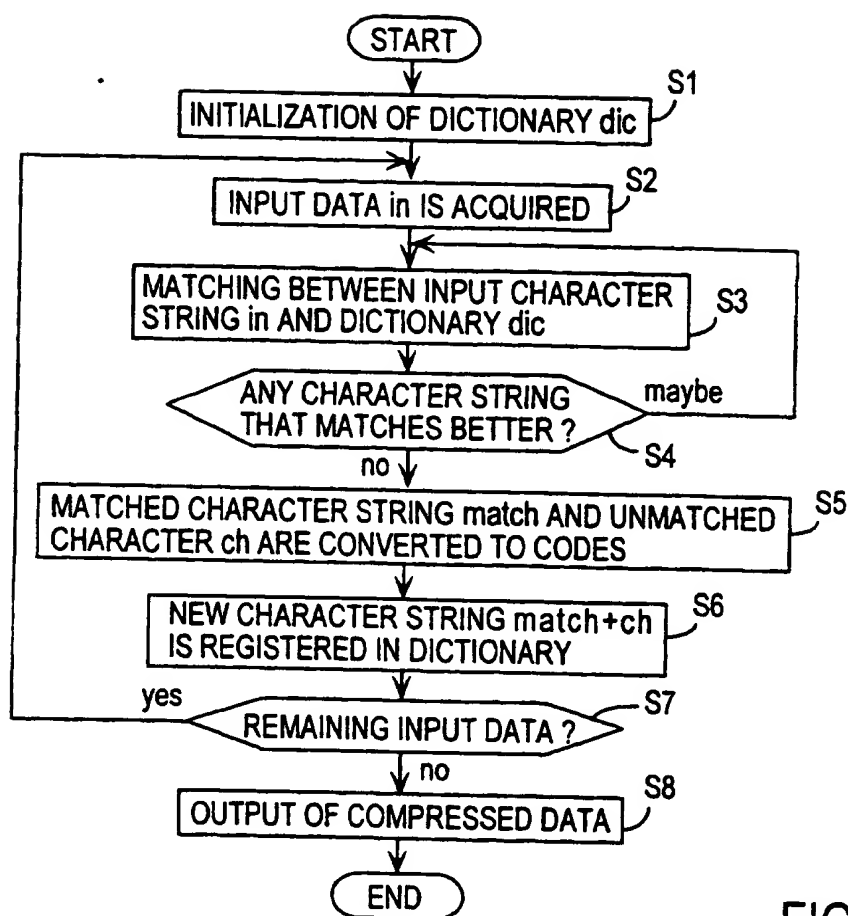 START
S1
INITIALIZATION OF DICTIONARY dic
S2
INPUT DATA in IS ACQUIRED
MATCHING BETWEEN INPUT CHARACTER
STRING in AND DICTIONARY dic
S3
ANY CHARACTER STRING
THAT MATCHES BETTER ?
maybe
S4
no
MATCHED CHARACTER STRING match AND UNMATCHED
CHARACTER ch ARE CONVERTED TO CODES
S5
NEW CHARACTER STRING match+ch
IS REGISTERED IN DICTIONARY
S6
yes
REMAINING INPUT DATA ?
S7
no
S8
OUTPUT OF COMPRESSED DATA
END